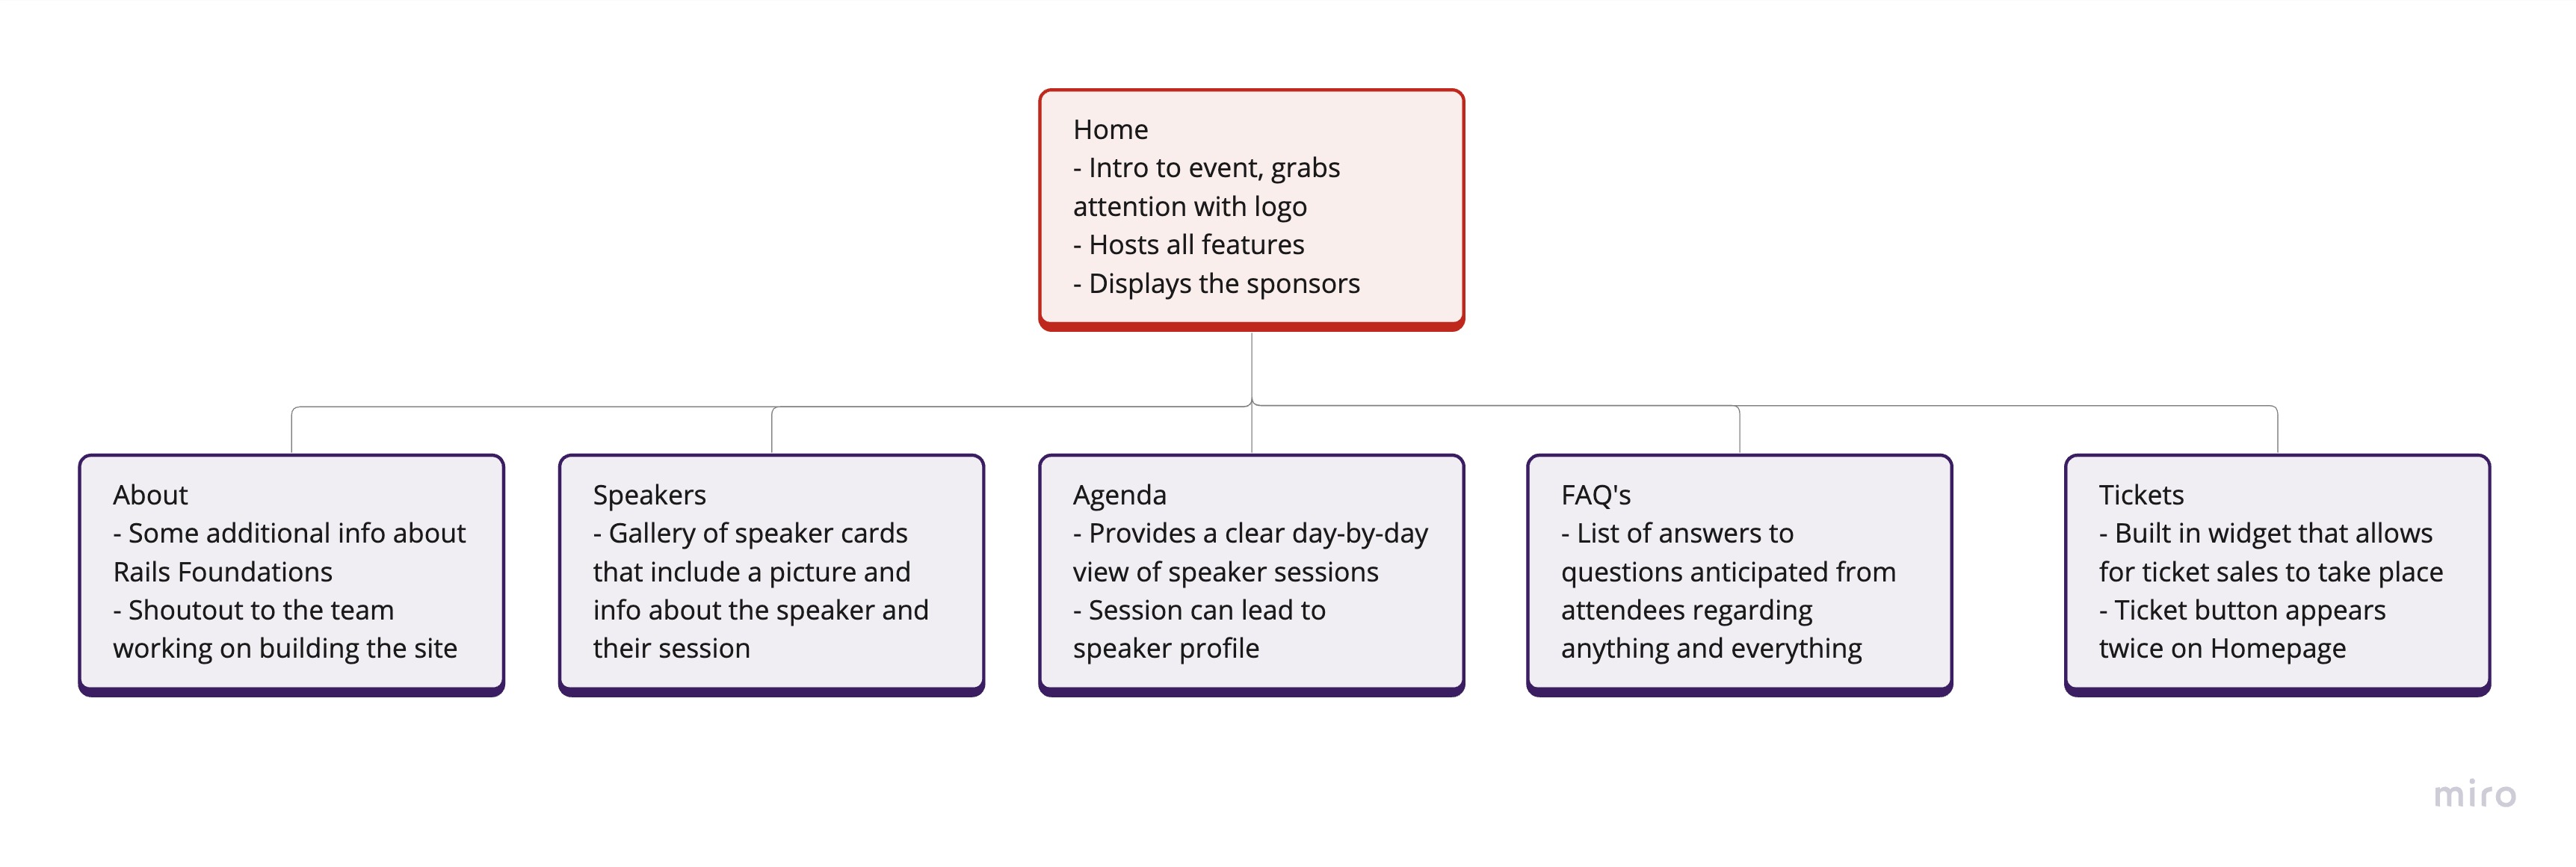 Home
- Intro to event, grabs
attention with logo
- Hosts all features
- Displays the sponsors
About
- Some additional info about
Rails Foundations
- Shoutout to the team
working on building the site
Speakers
- Gallery of speaker cards
that include a picture and
info about the speaker and
their session
Agenda
- Provides a clear day-by-day
view of speaker sessions
- Session can lead to
speaker profile
FAQ's
- List of answers to
questions anticipated from
attendees regarding
anything and everything
Tickets
- Built in widget that allows
for ticket sales to take place
- Ticket button appears
twice on Homepage
miro